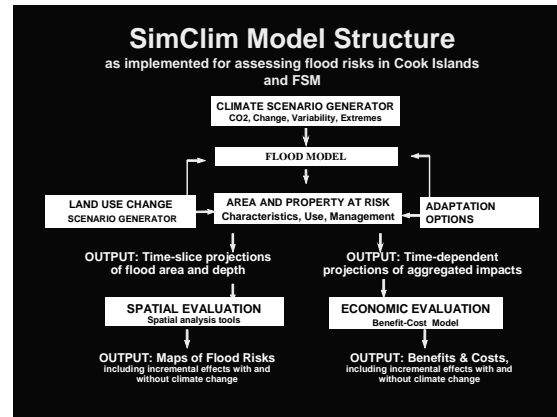 SimClim Model Structure
as implemented for assessing flood risks in Cook Islands
and FSM
CLIMATE SCENARIO GENERATOR
CO2, Change, Variability, Extremes
FLOOD MODEL
LAND USE CHANGE
SCENARIO GENERATOR
AREA AND PROPERTY AT RISK
Characteristics, Use, Management
ADAPTATION
OPTIONS
OUTPUT: Time-slice projections
of flood area and depth
OUTPUT: Time-dependent
projections of aggregated impacts
SPATIAL EVALUATION
Spatial analysis tools
ECONOMIC EVALUATION
Benefit-Cost Model
OUTPUT: Maps of Flood Risks
including incremental effects with and
without climate change
OUTPUT: Benefits & Costs,
including incremental effects with and
without climate change